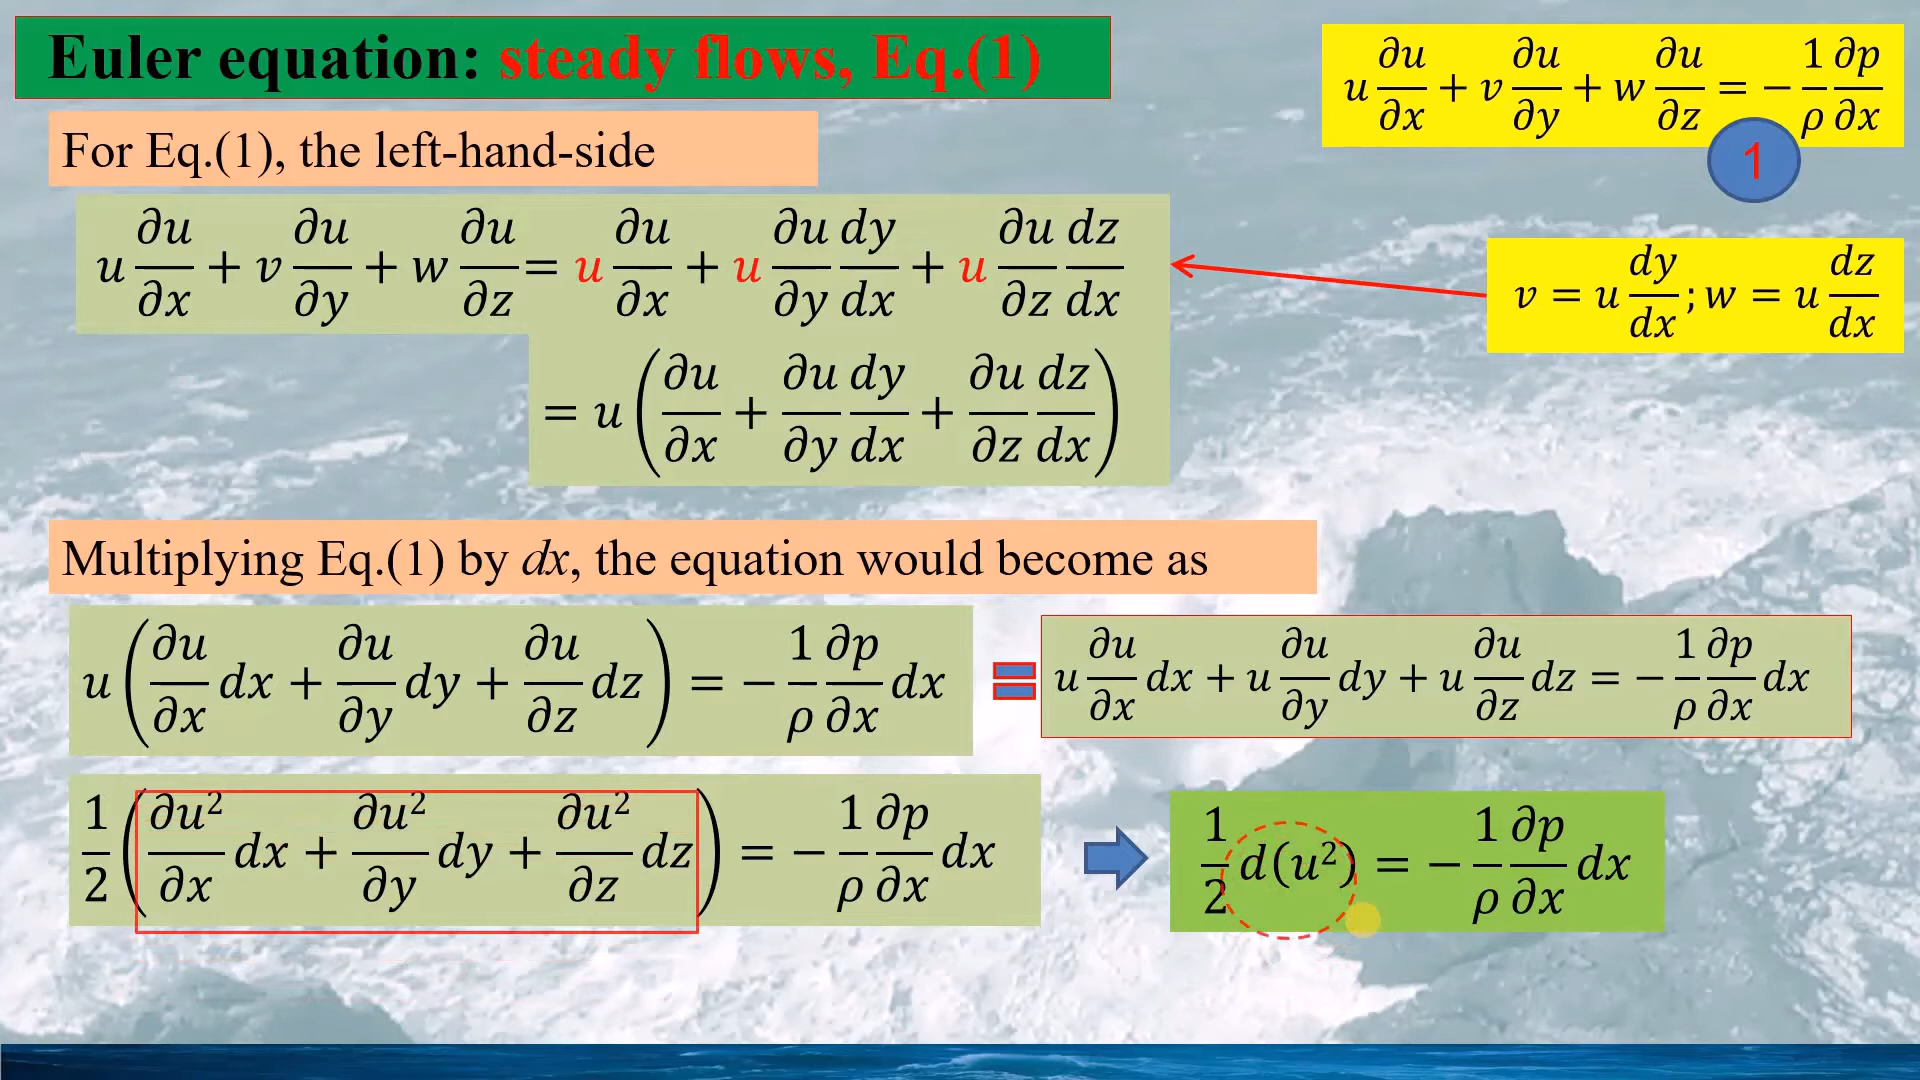 Euler equation: steady flows, Eq.(1)
u ∂u/∂x + v ∂u/∂y + w ∂u/∂z = − 1/ρ ∂p/∂x
1
For Eq.(1), the left-hand-side
u ∂u/∂x + v ∂u/∂y + w ∂u/∂z = u ∂u/∂x + u ∂u/∂y dy/dx + u ∂u/∂z dz/dx
v = u dy/dx ; w = u dz/dx
= u ( ∂u/∂x + ∂u/∂y dy/dx + ∂u/∂z dz/dx )
Multiplying Eq.(1) by dx, the equation would become as
u ( ∂u/∂x dx + ∂u/∂y dy + ∂u/∂z dz ) = − 1/ρ ∂p/∂x dx
u ∂u/∂x dx + u ∂u/∂y dy + u ∂u/∂z dz = − 1/ρ ∂p/∂x dx
1/2 ( ∂u²/∂x dx + ∂u²/∂y dy + ∂u²/∂z dz ) = − 1/ρ ∂p/∂x dx
1/2 d(u²) = − 1/ρ ∂p/∂x dx